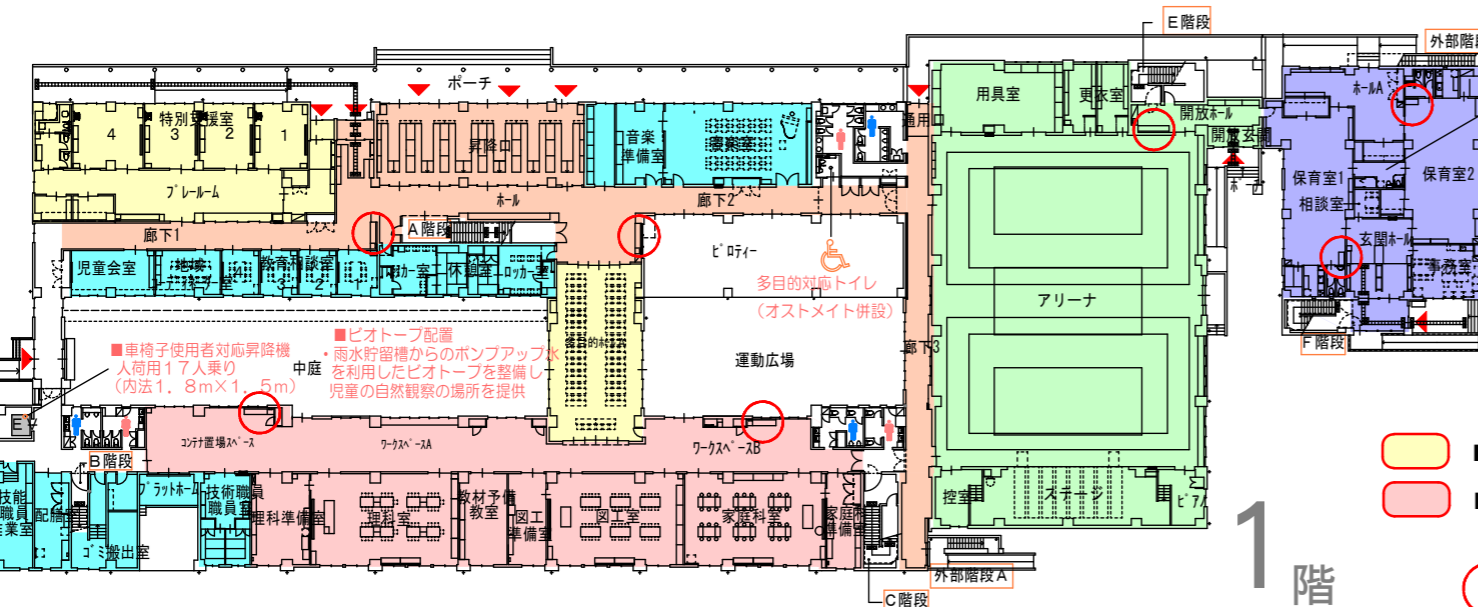 E階段
外部階段
ポーチ
用具室
更衣室
ホールA
特別支援室
4
3
2
1
昇降口
音楽
準備室
音楽室
通用
開放ホール
開放玄関
保育室1
保育室2
相談室
プレールーム
ホール
廊下2
廊下1
A階段
ピロティー
玄関ホール
事務室
児童会室
教育相談室
4
3
2
1
ロッカー室
休憩室
ロッカー室
多目的対応トイレ
(オストメイト併設)
アリーナ
F階段
■車椅子使用者対応昇降機
人荷用17人乗り
(内法1.8m×1.5m)
中庭
■ビオトープ配置
・雨水貯留槽からのポンプアップ水
を利用したビオトープを整備し
児童の自然観察の場所を提供
運動広場
廊下3
E
コンテナ置場スペース
ワークスペースA
ワークスペースB
B階段
技能
職員
配膳室
プラットホーム
ゴミ搬出室
技術職員
職員室
理科準備室
理科室
教材予備
教室
図工
準備室
図工室
家庭科室
家庭科
準備室
控室
ステージ
ピアノ
外部階段A
C階段
1階